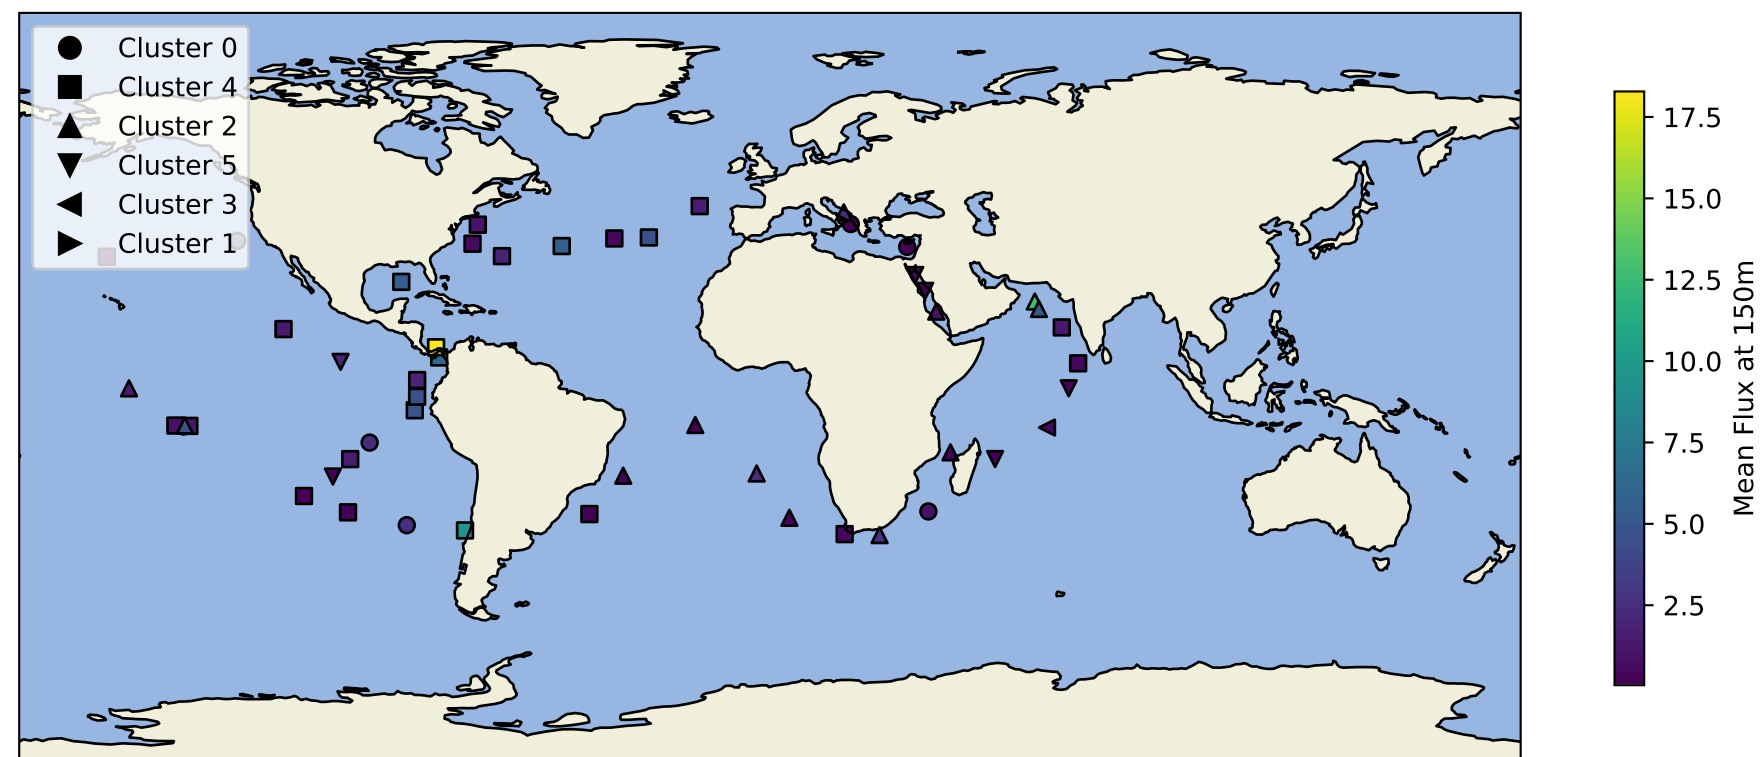 Cluster 0
Cluster 4
Cluster 2
Cluster 5
Cluster 3
Cluster 1
17.5
15.0
12.5
10.0
7.5
5.0
2.5
Mean Flux at 150m